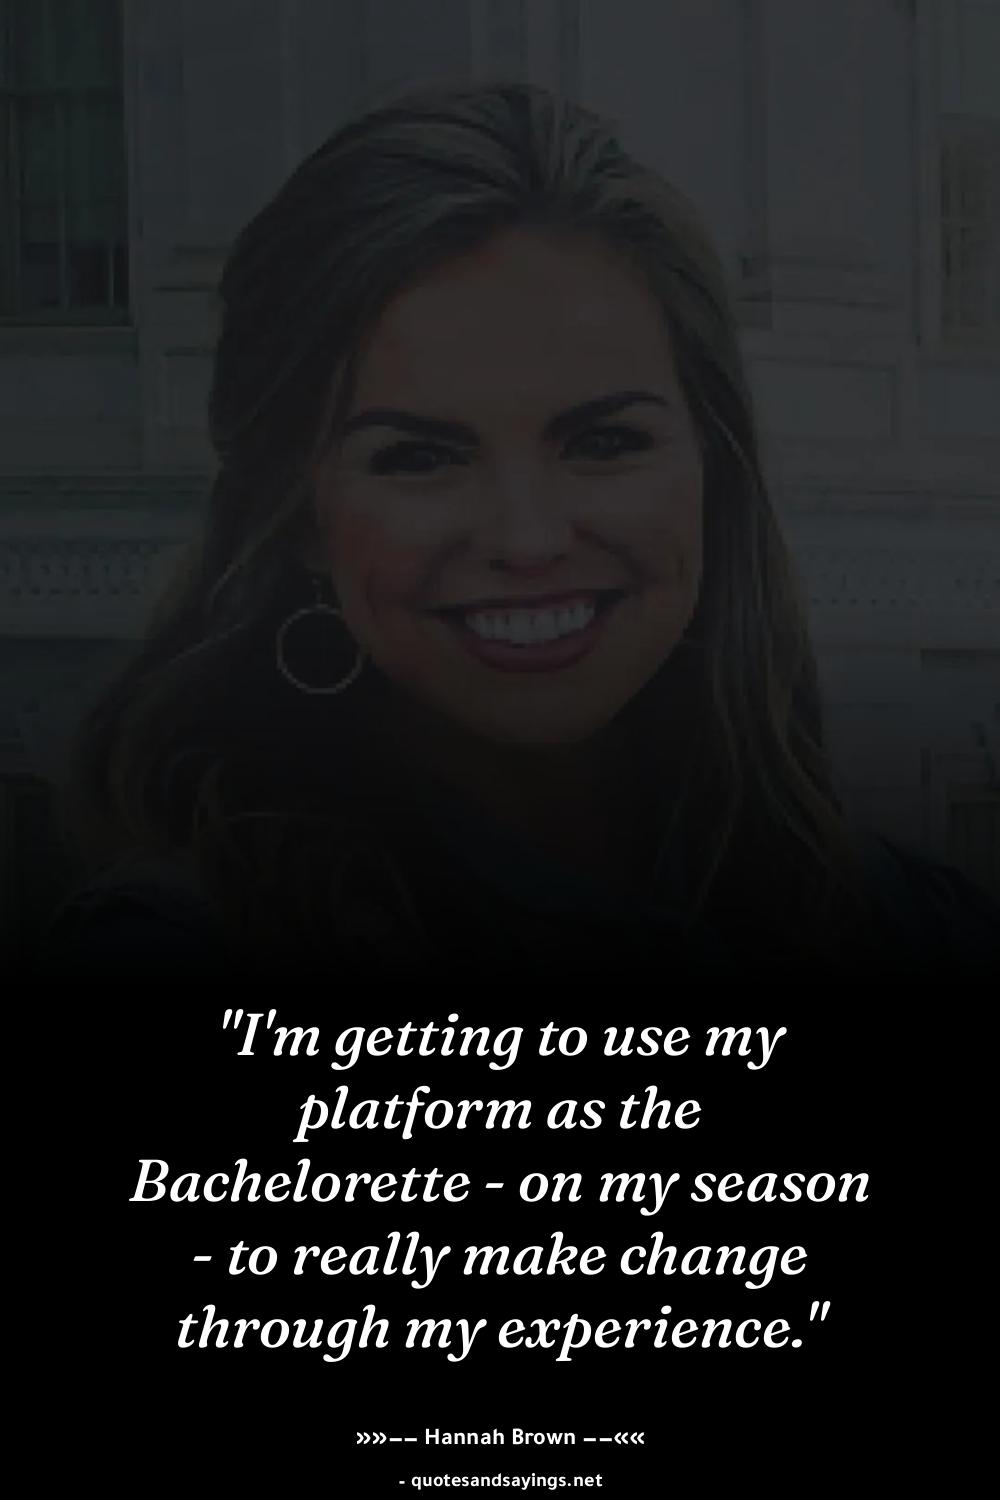 "I'm getting to use my
platform as the
Bachelorette - on my season
- to really make change
through my experience."
»»−− Hannah Brown −−««
- quotesandsayings.net